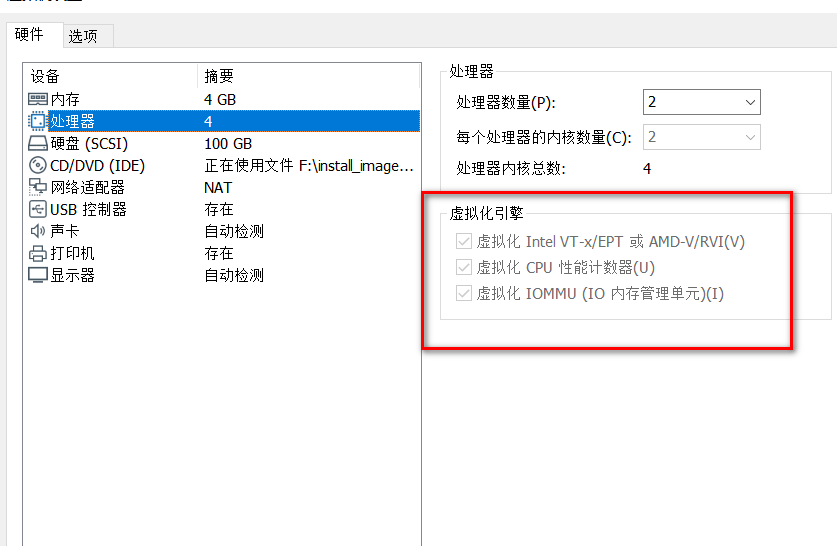 硬件 选项
设备 摘要
内存 4 GB
处理器 4
硬盘 (SCSI) 100 GB
CD/DVD (IDE) 正在使用文件 F:\install_image...
网络适配器 NAT
USB 控制器 存在
声卡 自动检测
打印机 存在
显示器 自动检测
处理器
处理器数量(P): 2
每个处理器的内核数量(C): 2
处理器内核总数: 4
虚拟化引擎
虚拟化 Intel VT-x/EPT 或 AMD-V/RVI(V)
虚拟化 CPU 性能计数器(U)
虚拟化 IOMMU (IO 内存管理单元)(I)